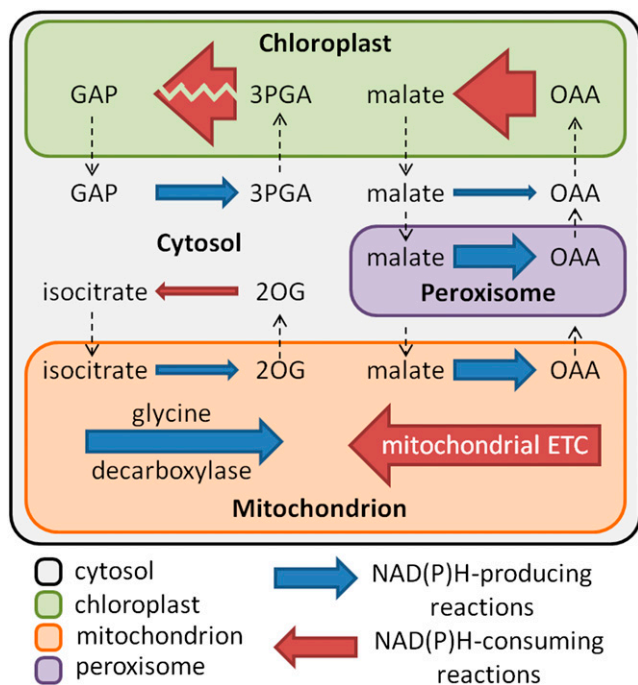 Chloroplast
GAP 3PGA malate OAA
GAP 3PGA malate OAA
Cytosol
malate OAA
Peroxisome
isocitrate 2OG
isocitrate 2OG malate OAA
glycine
decarboxylase
mitochondrial ETC
Mitochondrion
cytosol
chloroplast
mitochondrion
peroxisome
NAD(P)H-producing
reactions
NAD(P)H-consuming
reactions